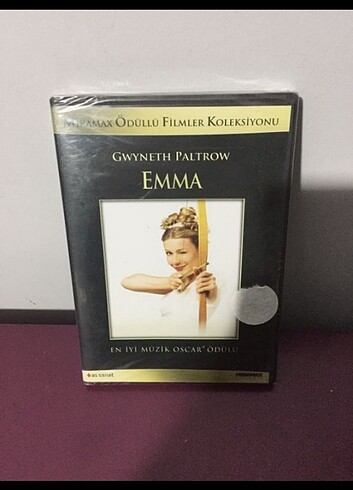 MIRAMAX ÖDÜLLÜ FİLMLER KOLEKSİYONU
GWYNETH PALTROW
EMMA
EN İYİ MÜZİK OSCAR® ÖDÜLÜ